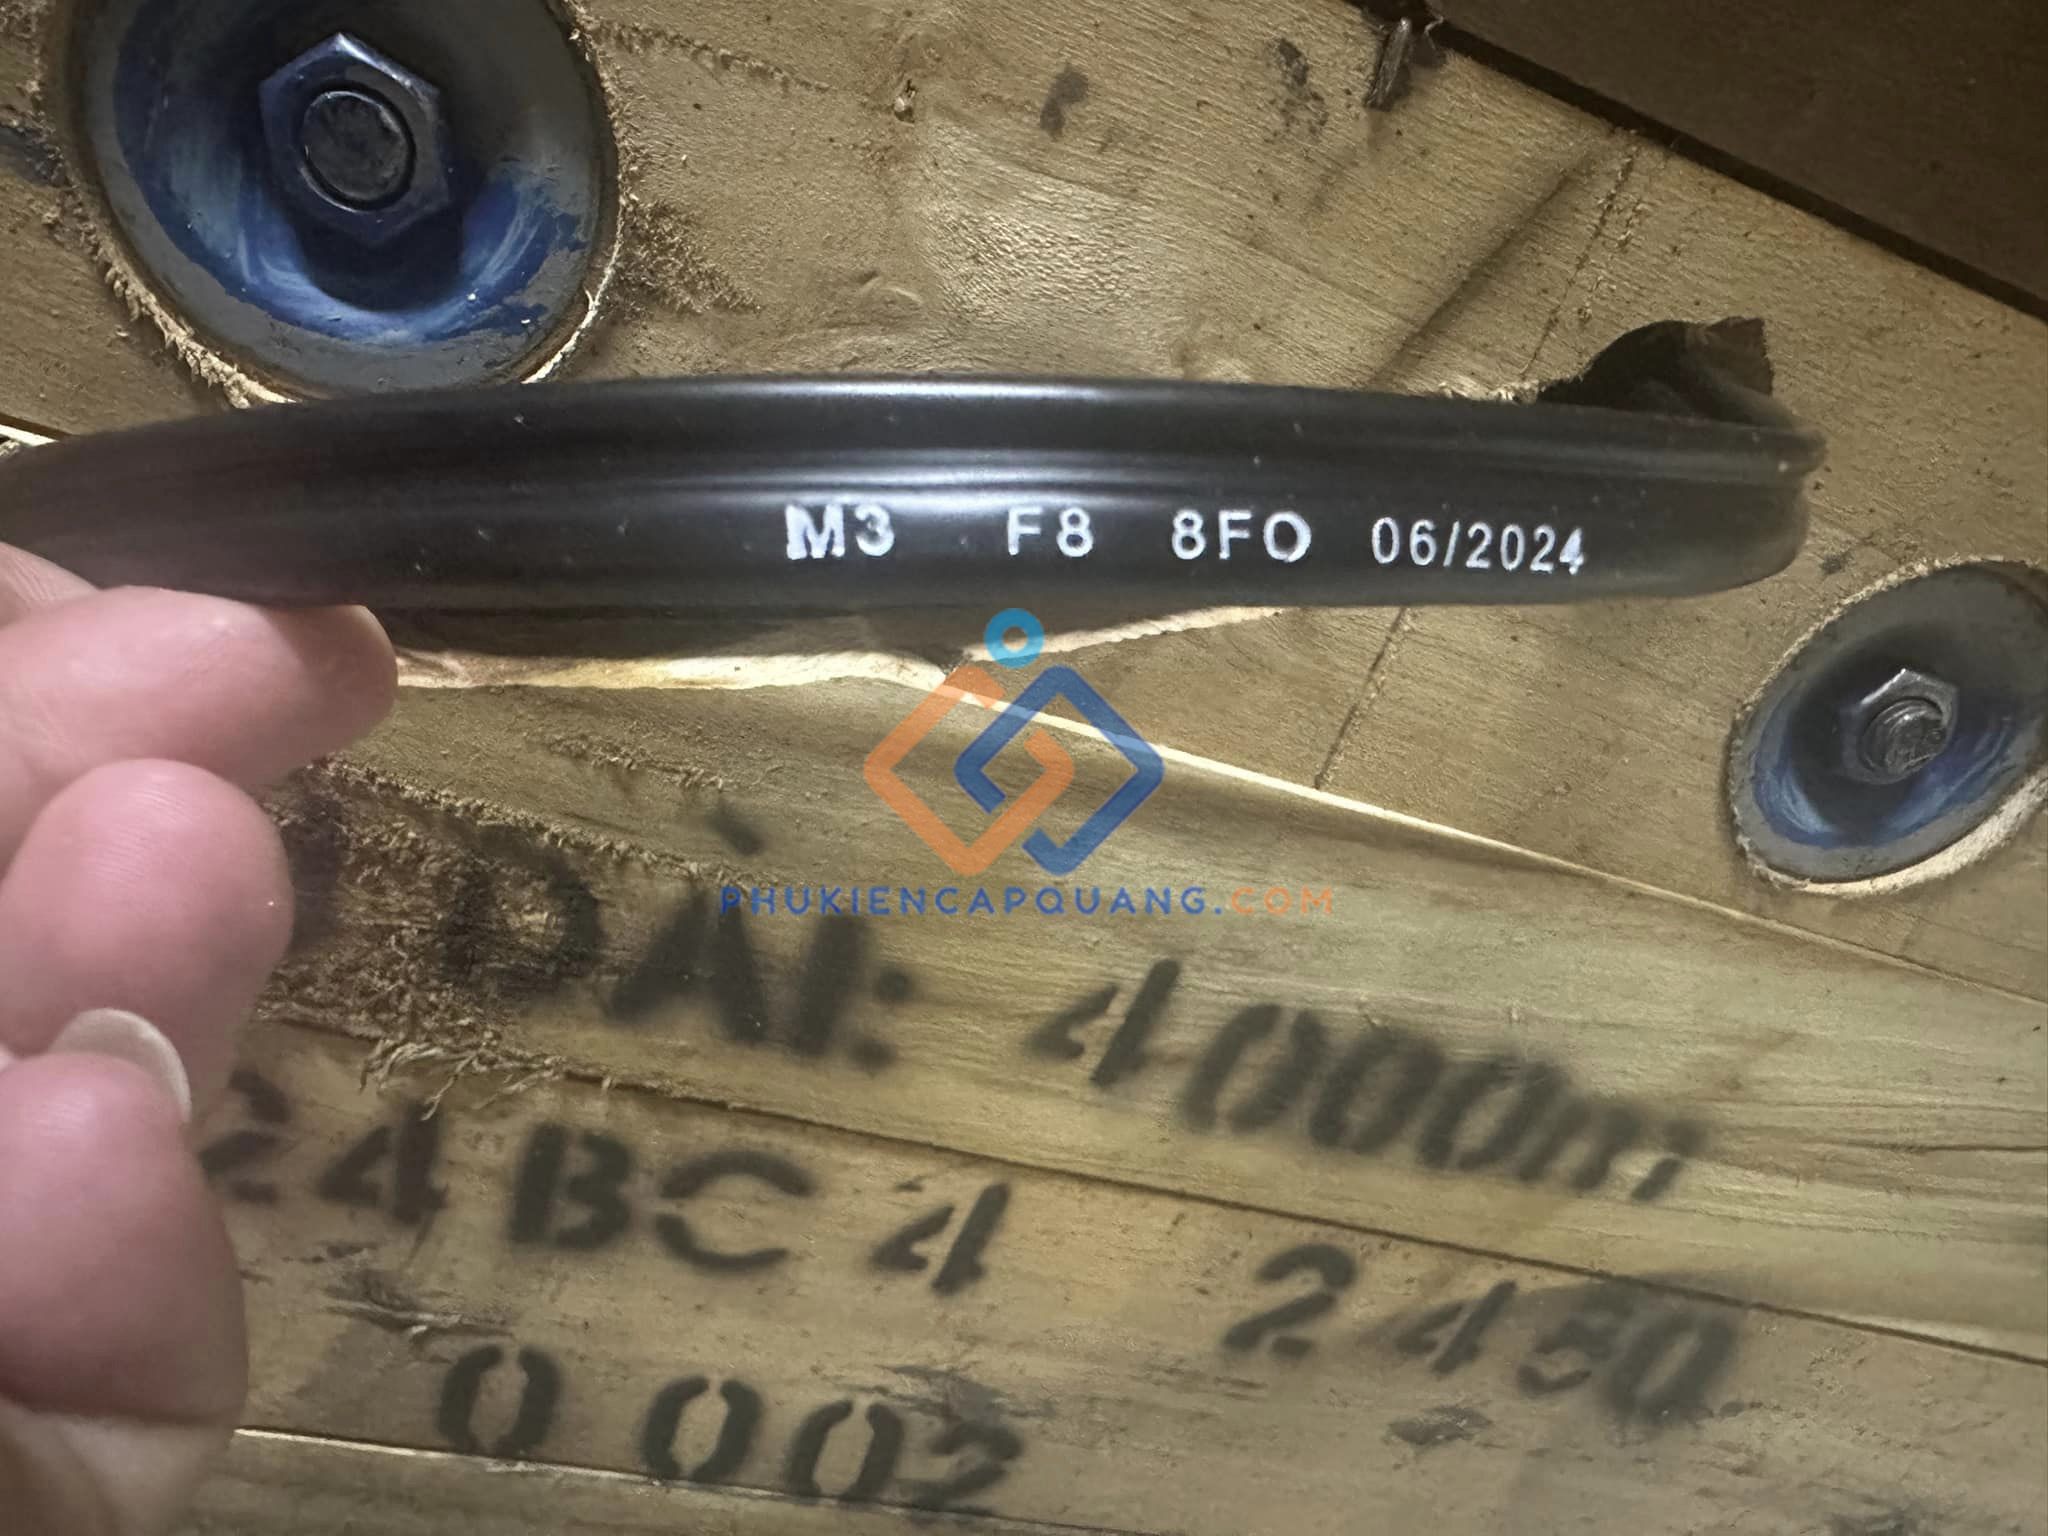 M3 F8 8FO 06/2024
PHUKIENCAPQUANG.COM
DÀI: 4000m
24BC4 2450
0002